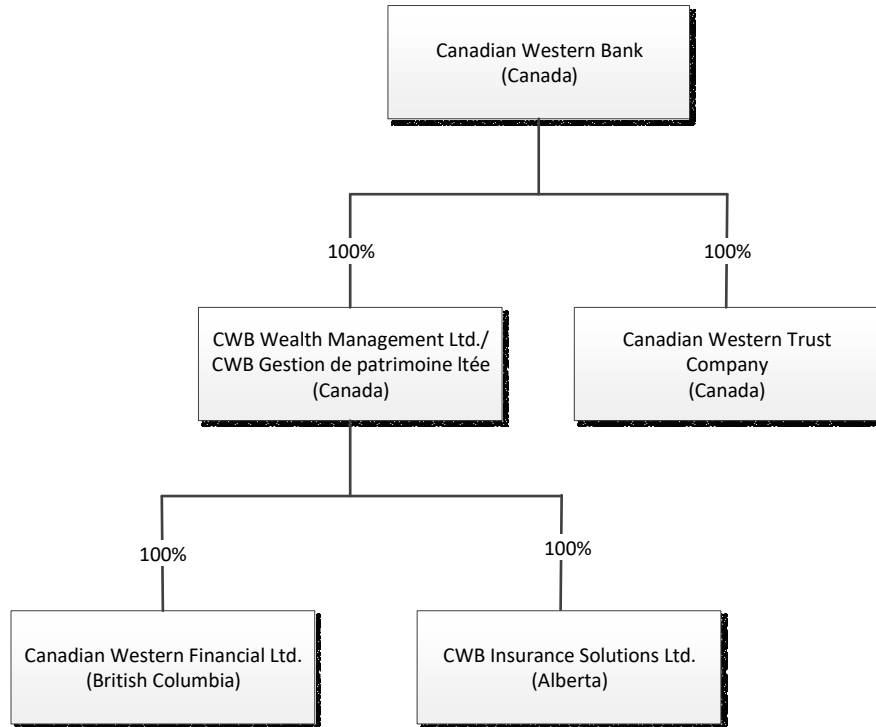 Canadian Western Bank
(Canada)
100%
100%
CWB Wealth Management Ltd./
CWB Gestion de patrimoine ltée
(Canada)
Canadian Western Trust
Company
(Canada)
100%
100%
Canadian Western Financial Ltd.
(British Columbia)
CWB Insurance Solutions Ltd.
(Alberta)